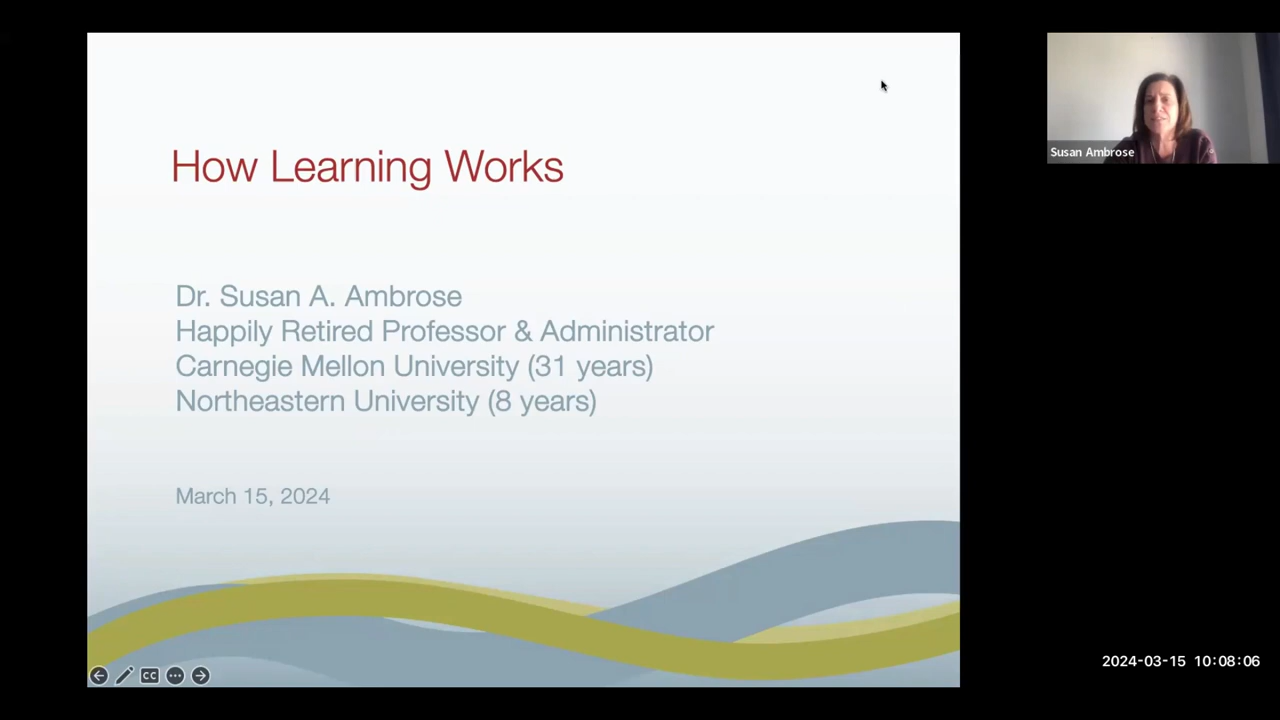 How Learning Works
Dr. Susan A. Ambrose
Happily Retired Professor & Administrator
Carnegie Mellon University (31 years)
Northeastern University (8 years)
March 15, 2024
CC
Susan Ambrose
2024-03-15 10:08:06